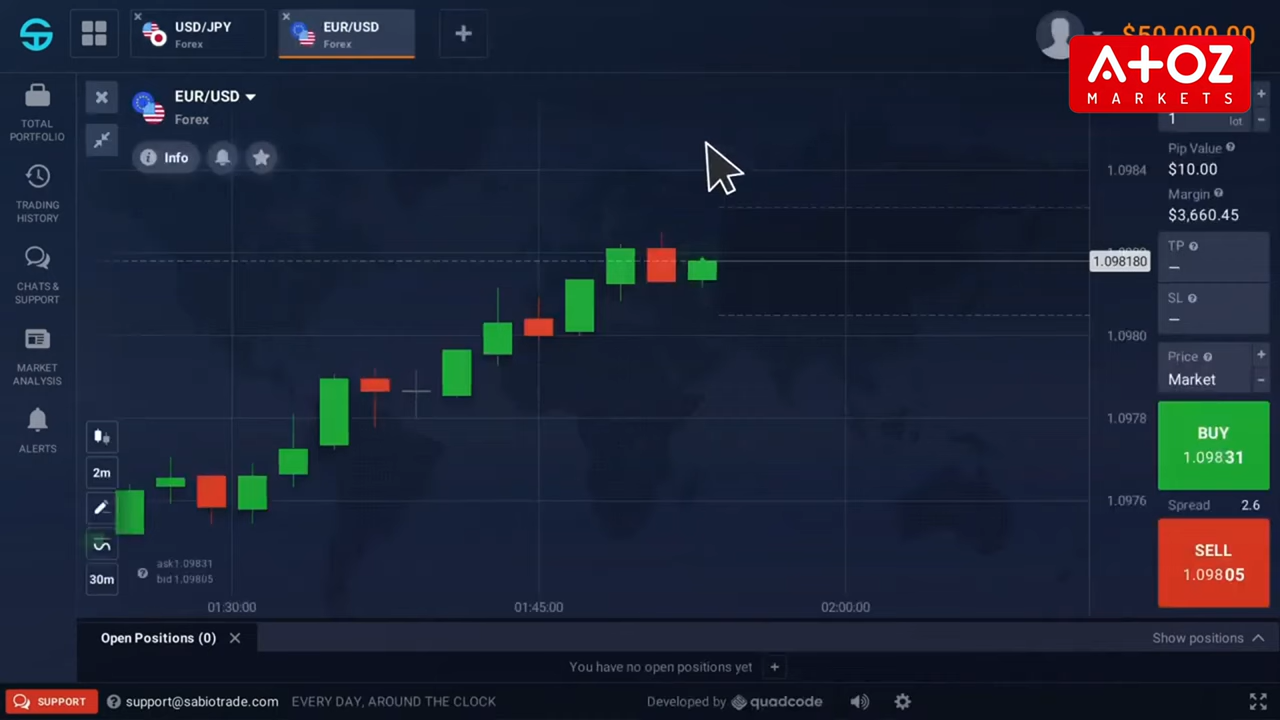 USD/JPY
Forex
EUR/USD
Forex
$50,000.00
A+OZ
MARKETS
TOTAL
PORTFOLIO
TRADING
HISTORY
CHATS &
SUPPORT
MARKET
ANALYSIS
ALERTS
EUR/USD
Forex
Info
2m
30m
ask1.09831
bid 1.09805
1.0984
1.098180
1.0980
1.0978
1.0976
01:30:00
01:45:00
02:00:00
1 lot
Pip Value
$10.00
Margin
$3,660.45
TP
SL
Price
Market
BUY
1.09831
Spread 2.6
SELL
1.09805
Open Positions (0)
Show positions
You have no open positions yet
SUPPORT
support@sabiotrade.com
EVERY DAY, AROUND THE CLOCK
Developed by quadcode